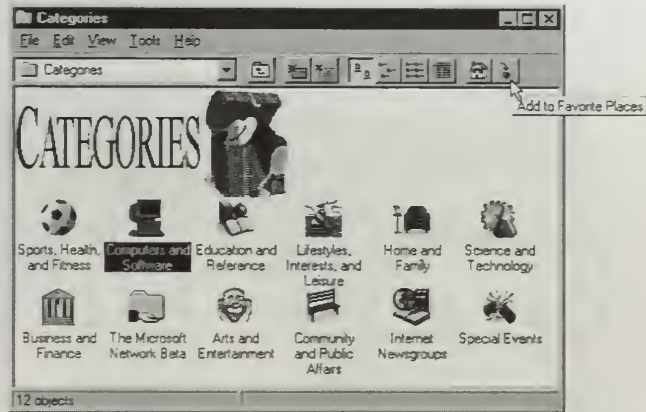 Categories
File Edit View Tools Help
Categories
Add to Favorite Places
CATEGORIES
Sports, Health, and Fitness
Computers and Software
Education and Reference
Lifestyles, Interests, and Leisure
Home and Family
Science and Technology
Business and Finance
The Microsoft Network Beta
Arts and Entertainment
Community and Public Affairs
Internet Newsgroups
Special Events
12 objects